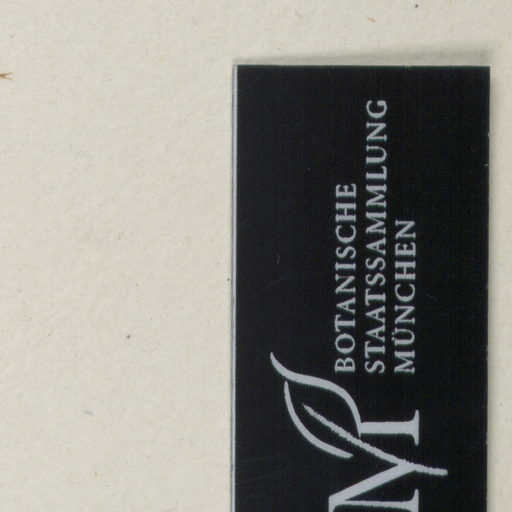 BOTANISCHE
STAATSSAMMLUNG
MÜNCHEN
M